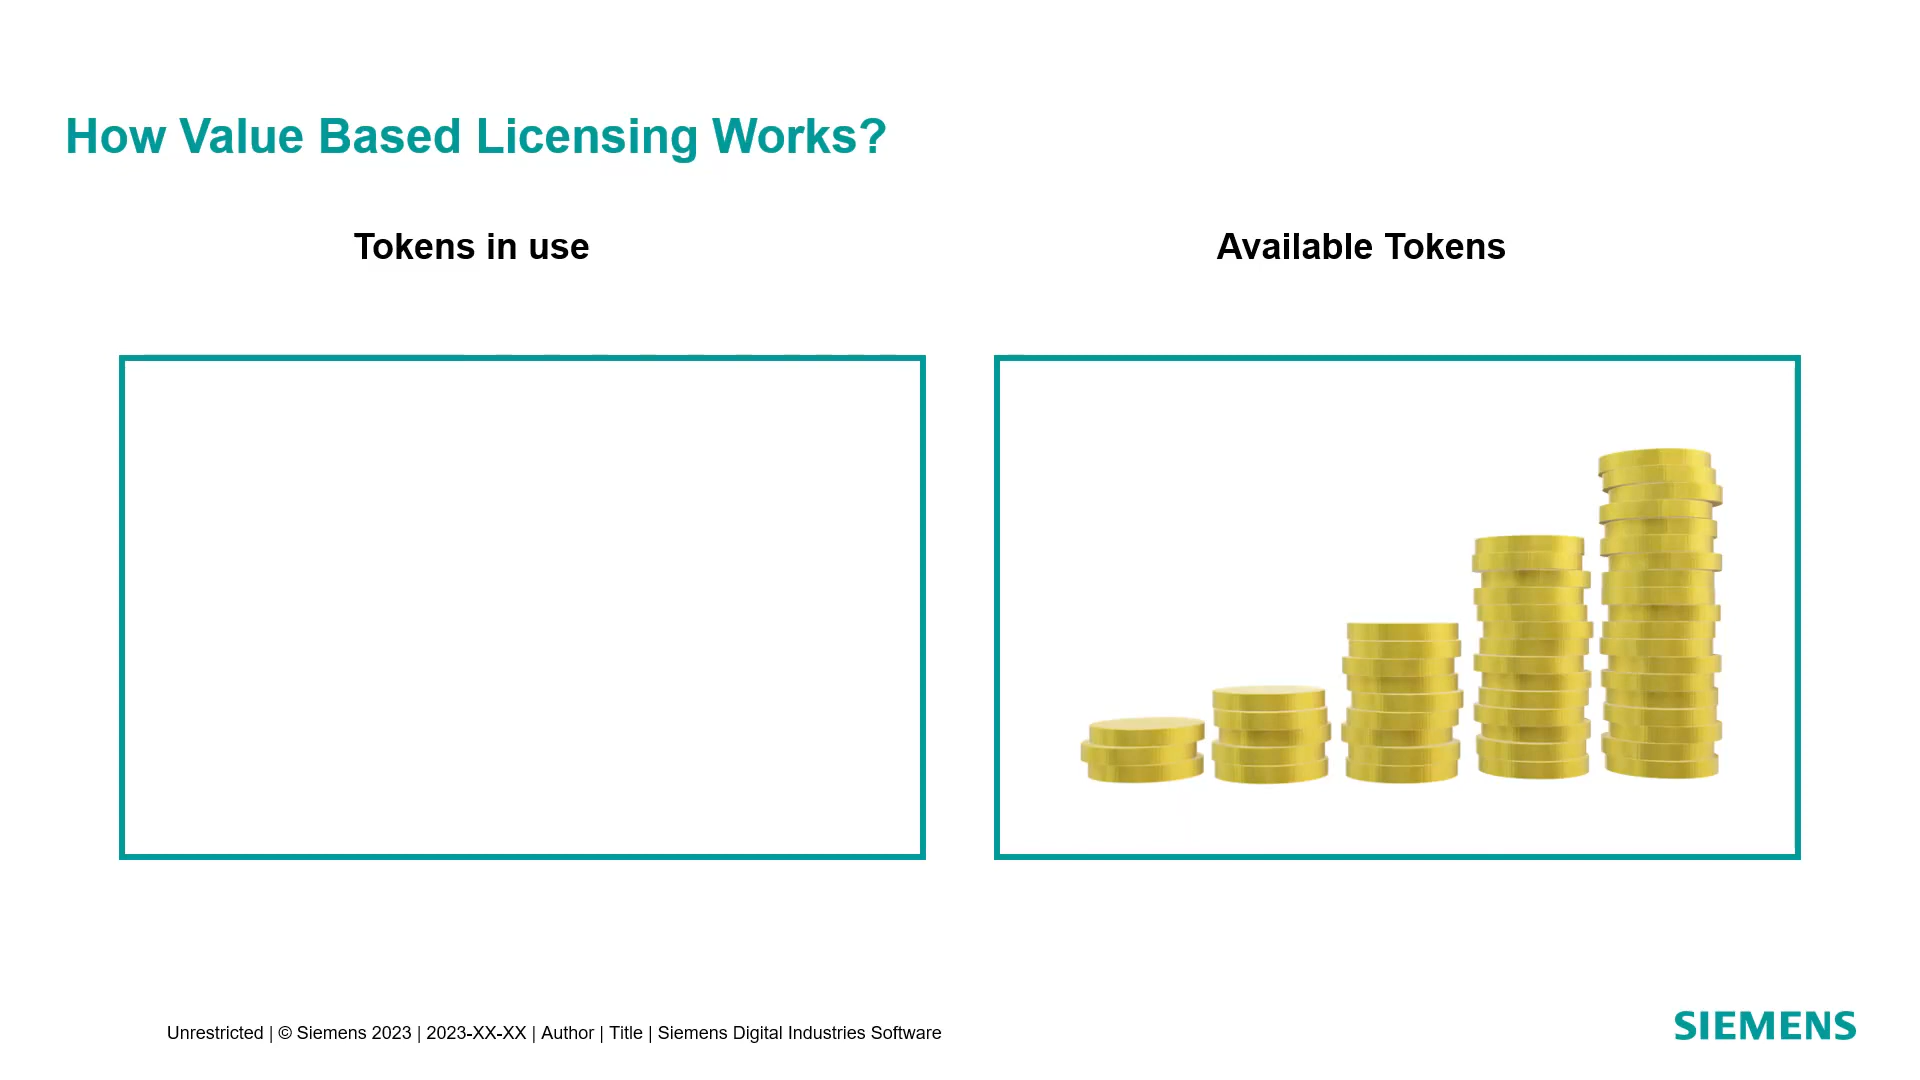 How Value Based Licensing Works?
Tokens in use
Available Tokens
Unrestricted | © Siemens 2023 | 2023-XX-XX | Author | Title | Siemens Digital Industries Software
SIEMENS